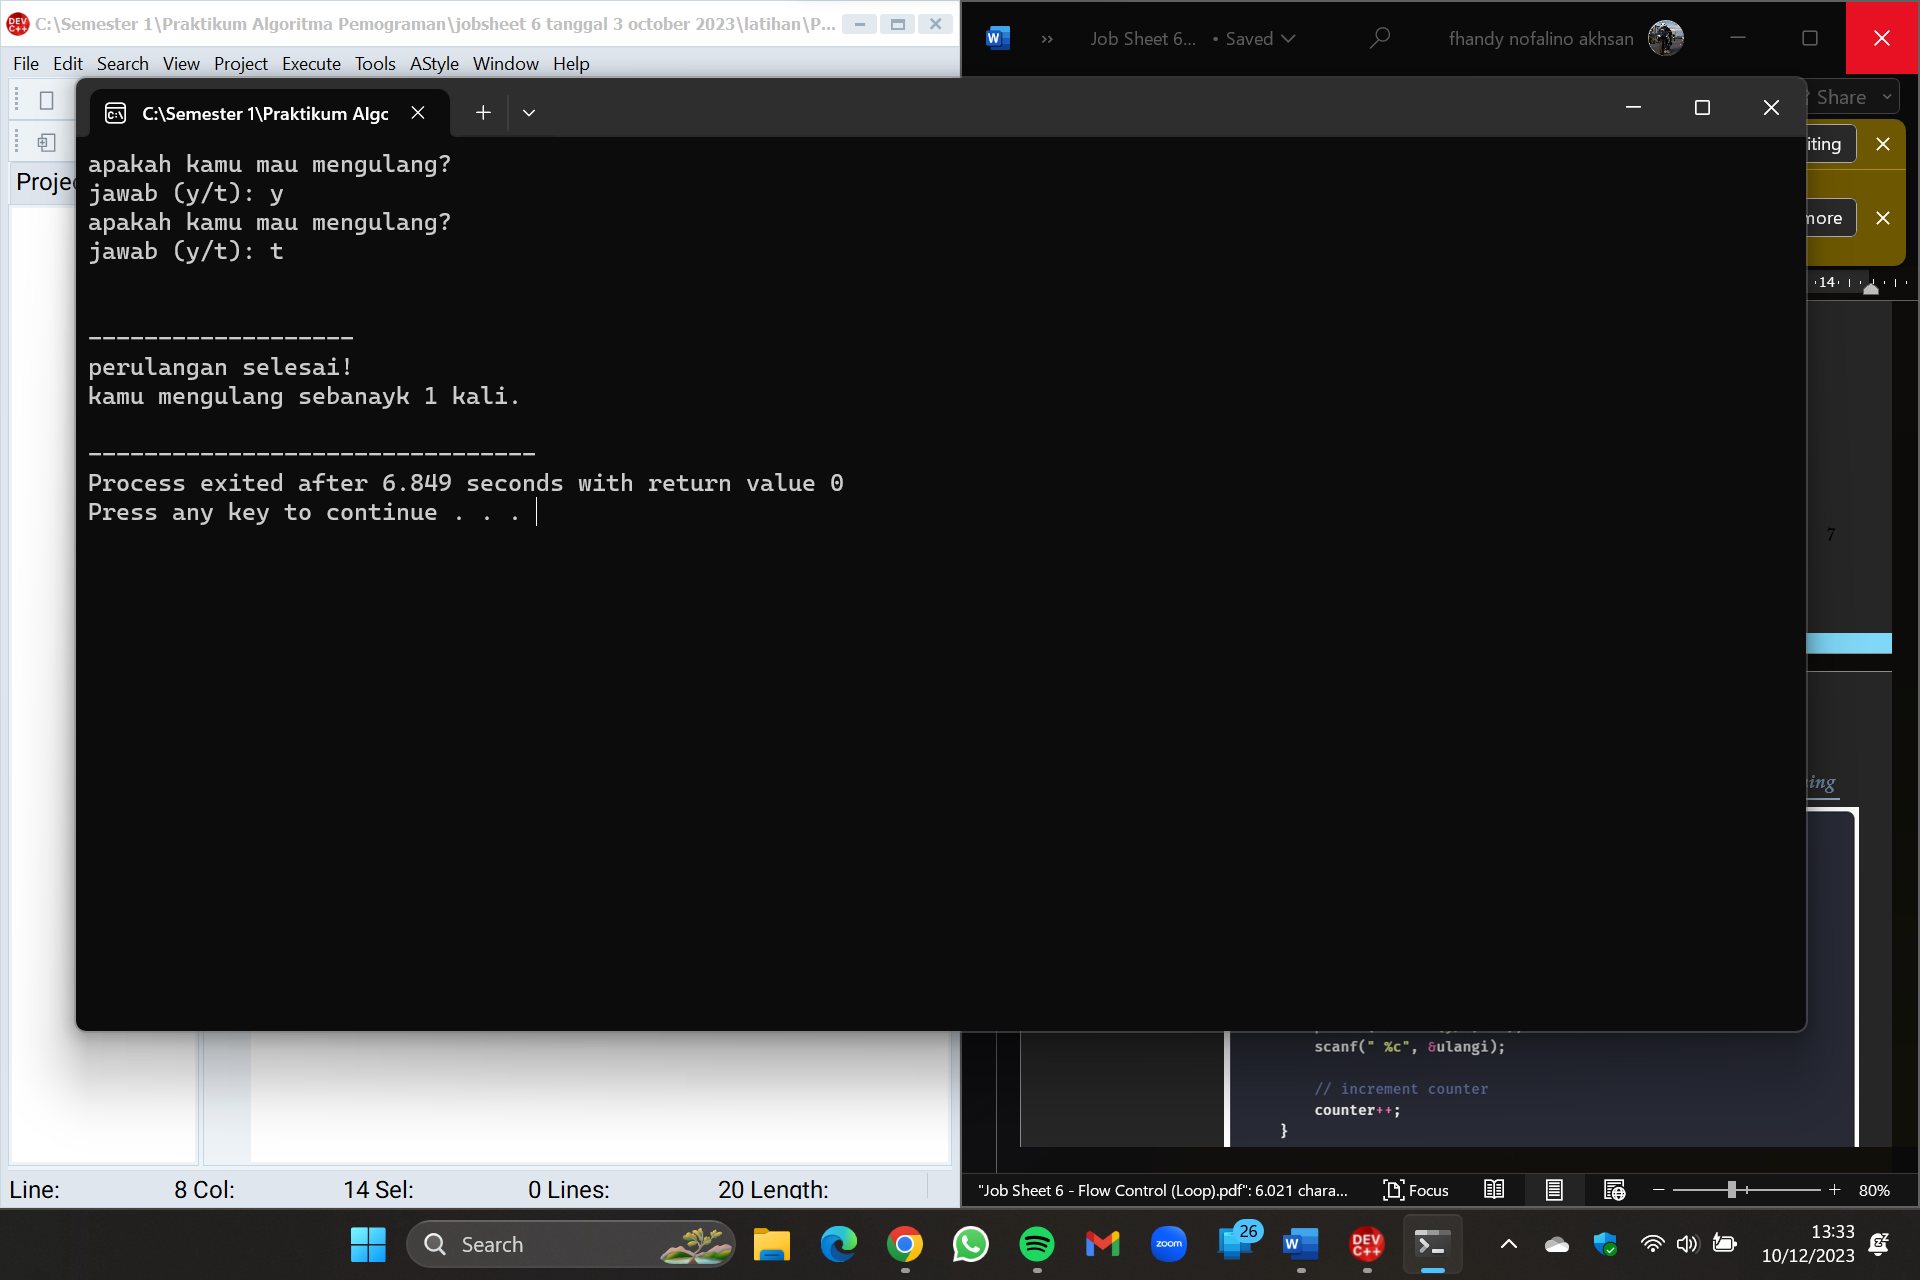 C:\Semester 1\Praktikum Algoritma Pemograman\jobsheet 6 tanggal 3 october 2023\latihan\P...
File Edit Search View Project Execute Tools AStyle Window Help
Job Sheet 6... • Saved
fhandy nofalino akhsan
Share
C:\Semester 1\Praktikum Algc
iting
more
14
Projec
apakah kamu mau mengulang?
jawab (y/t): y
apakah kamu mau mengulang?
jawab (y/t): t
-------------------
perulangan selesai!
kamu mengulang sebanayk 1 kali.
--------------------------------
Process exited after 6.849 seconds with return value 0
Press any key to continue . . .
7
ing
scanf(" %c", &ulangi);
// increment counter
counter++;
}
Line: 8 Col: 14 Sel: 0 Lines: 20 Length:
"Job Sheet 6 - Flow Control (Loop).pdf": 6.021 chara...
Focus
80%
Search
zoom
26
DEV C++
13:33
10/12/2023